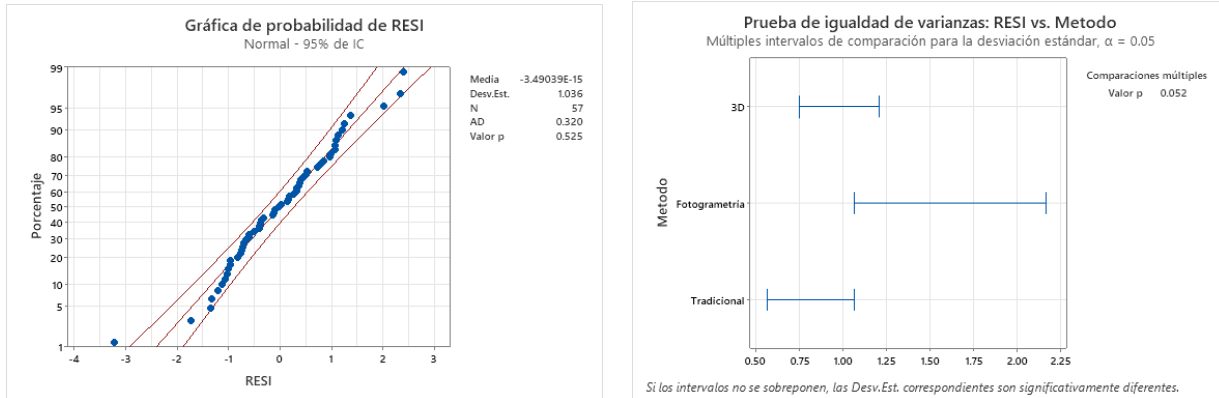 Gráfica de probabilidad de RESI
Normal - 95% de IC
Porcentaje
99
95
90
80
70
60
50
40
30
20
10
5
1
-4 -3 -2 -1 0 1 2 3
RESI
Media -3.49039E-15
Desv.Est. 1.036
N 57
AD 0.320
Valor p 0.525
Prueba de igualdad de varianzas: RESI vs. Metodo
Múltiples intervalos de comparación para la desviación estándar, α = 0.05
Metodo
3D
Fotogrametría
Tradicional
0.50 0.75 1.00 1.25 1.50 1.75 2.00 2.25
Comparaciones múltiples
Valor p 0.052
Si los intervalos no se sobreponen, las Desv.Est. correspondientes son significativamente diferentes.